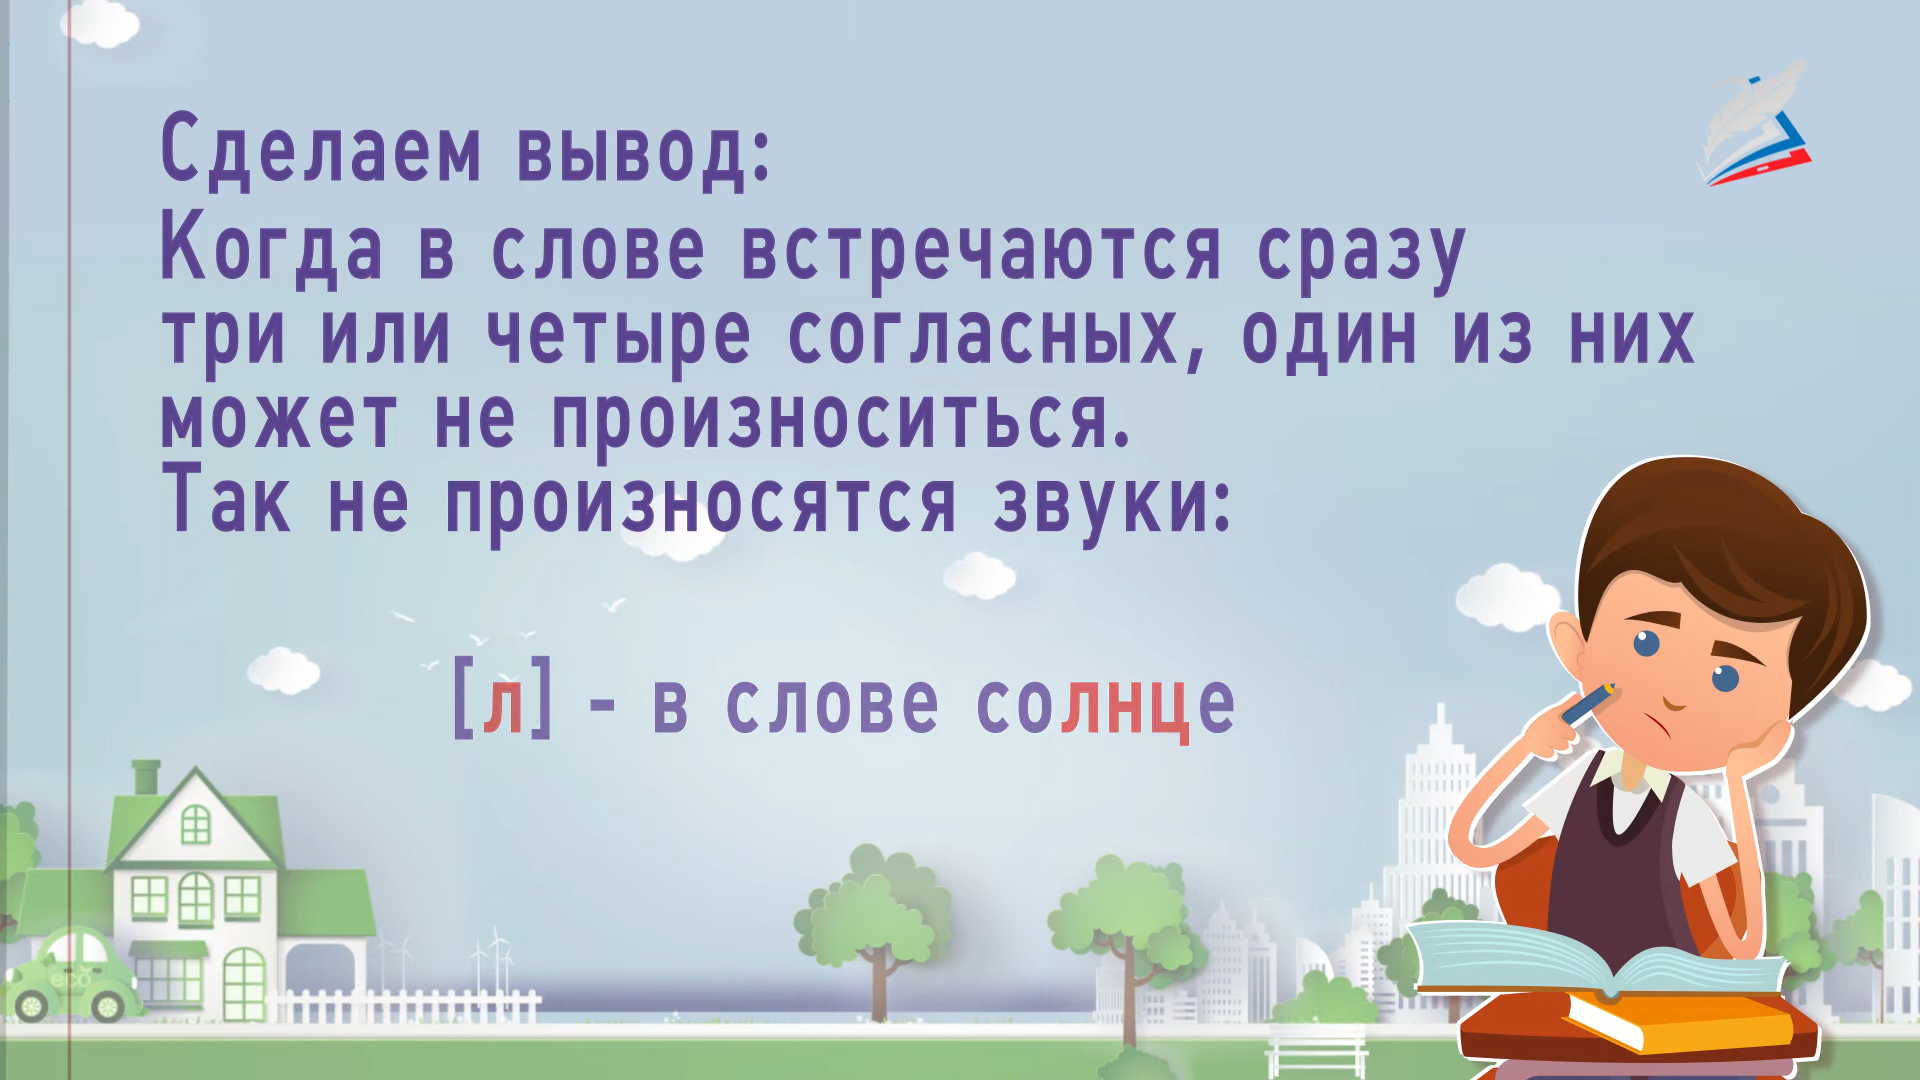 Сделаем вывод:
Когда в слове встречаются сразу
три или четыре согласных, один из них
может не произноситься.
Так не произносятся звуки:
[л] - в слове солнце
eco